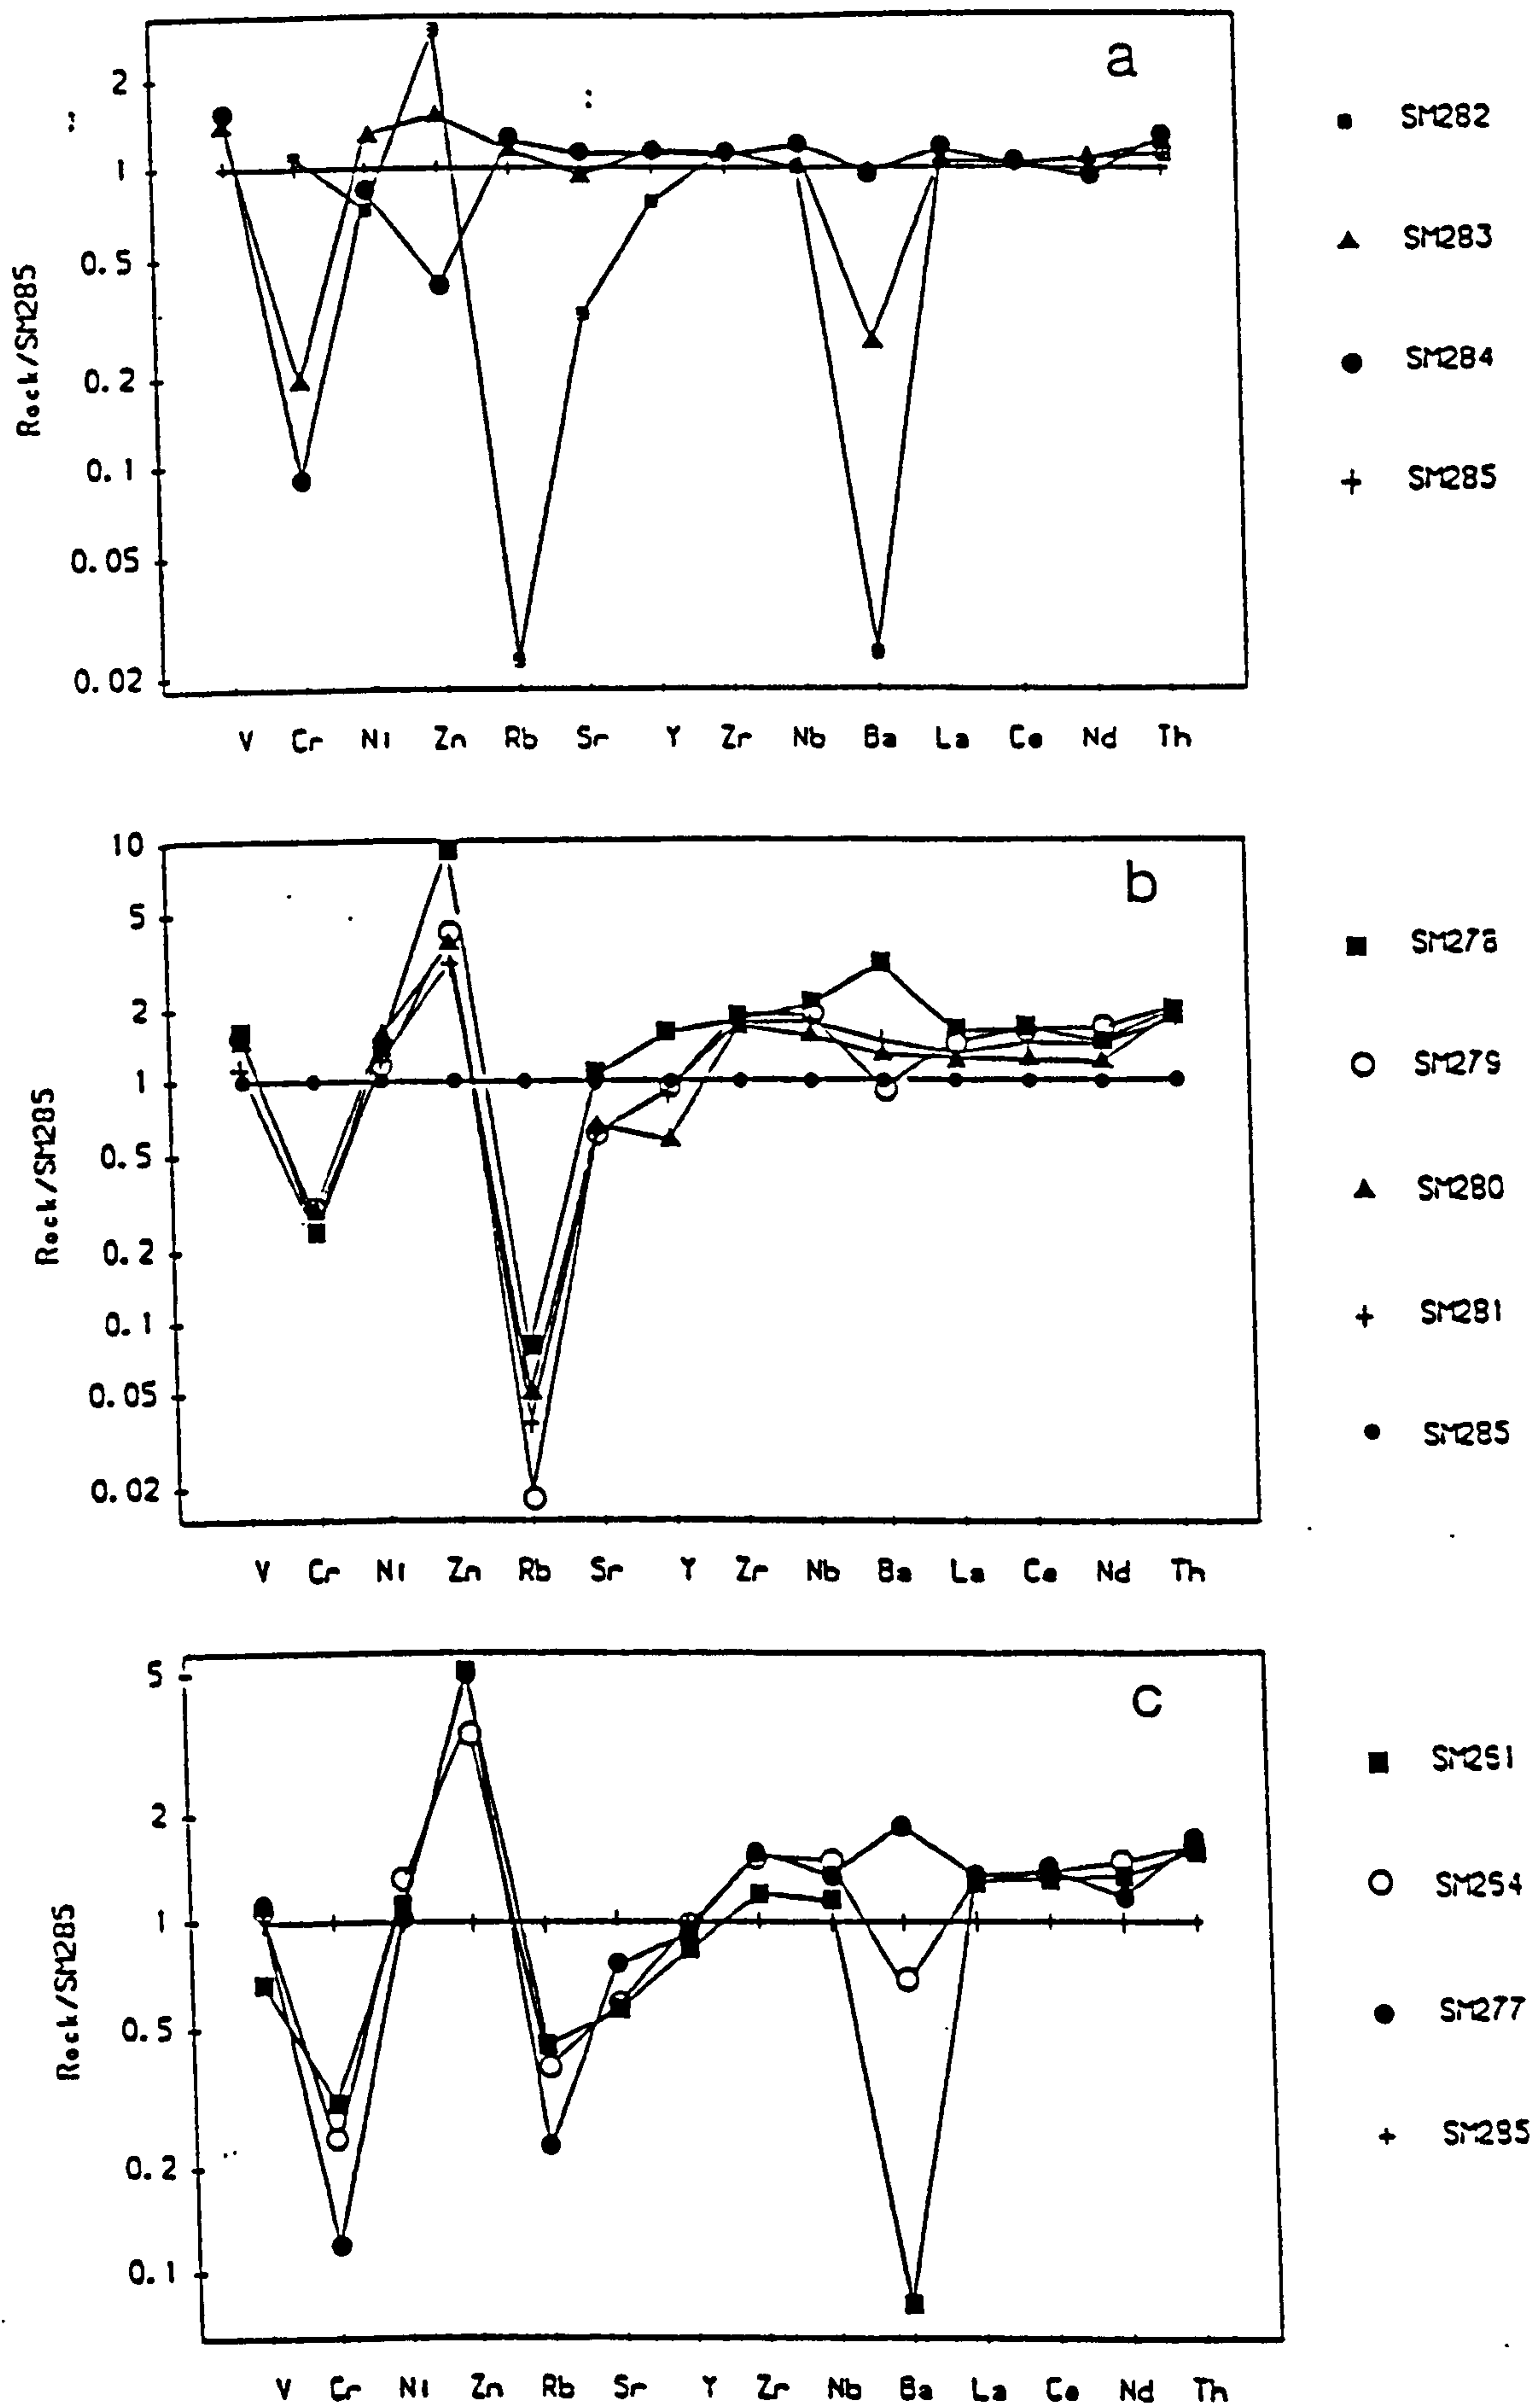 a
2
1
0.5
0.2
0.1
0.05
0.02
Rock/SM285
V Cr Ni Zn Rb Sr Y Zr Nb Ba La Ce Nd Th
SM282
SM283
SM284
SM285
b
10
5
2
1
0.5
0.2
0.1
0.05
0.02
Rock/SM285
V Cr Ni Zn Rb Sr Y Zr Nb Ba La Ce Nd Th
SM278
SM279
SM280
SM281
SM285
c
5
2
1
0.5
0.2
0.1
Rock/SM285
V Cr Ni Zn Rb Sr Y Zr Nb Ba La Ce Nd Th
SM277
SM285